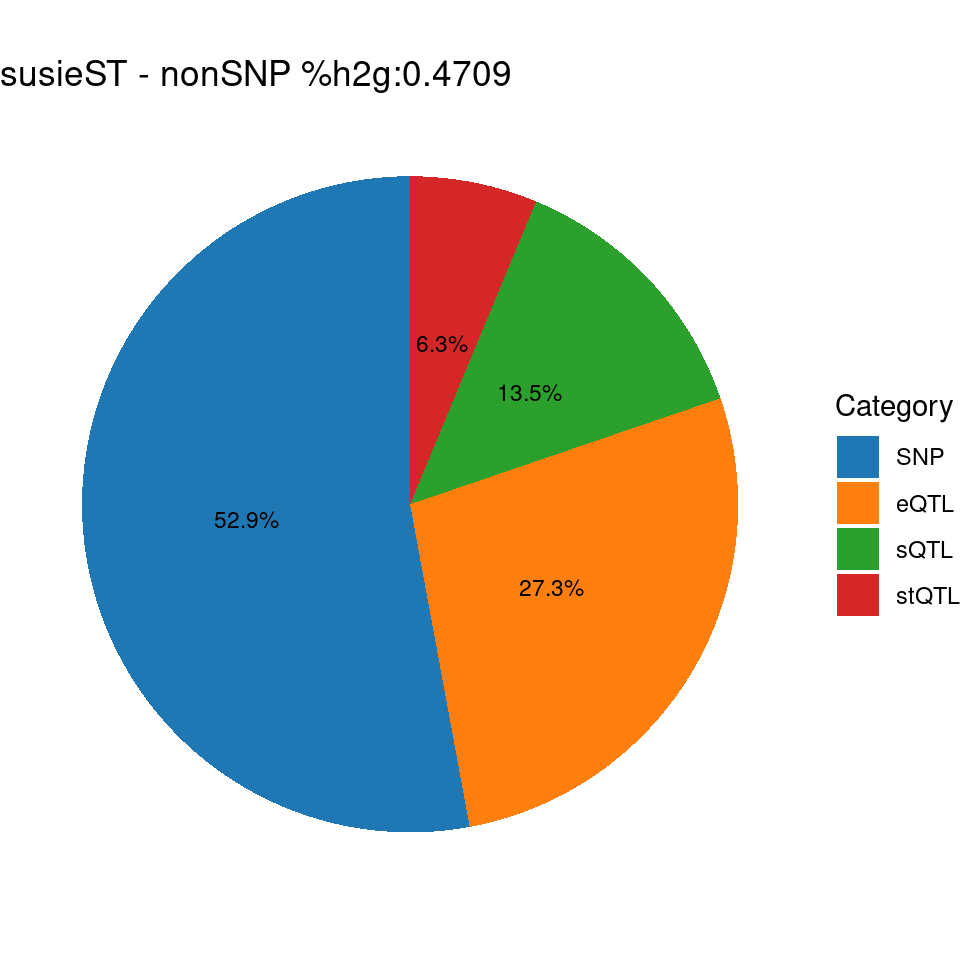 susieST - nonSNP %h2g:0.4709
6.3%
13.5%
52.9%
27.3%
Category
SNP
eQTL
sQTL
stQTL